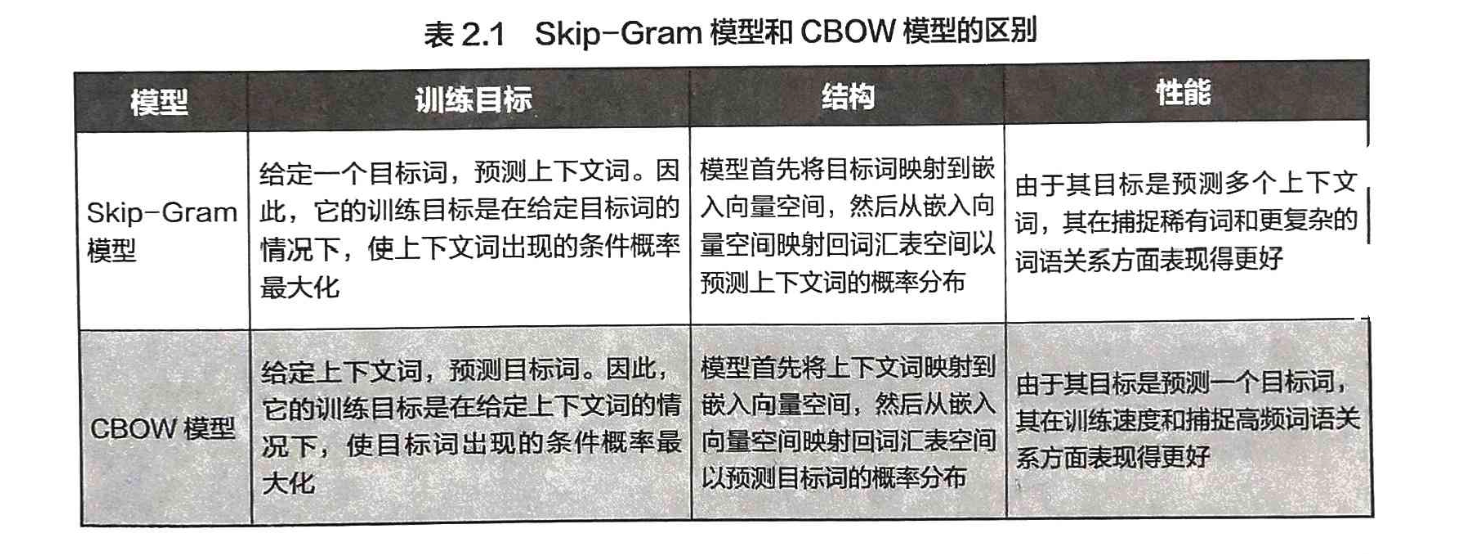 表 2.1 Skip-Gram 模型和 CBOW 模型的区别
模型
训练目标
结构
性能
Skip-Gram
模型
给定一个目标词，预测上下文词。因
此，它的训练目标是在给定目标词的
情况下，使上下文词出现的条件概率
最大化
模型首先将目标词映射到嵌
入向量空间，然后从嵌入向
量空间映射回词汇表空间以
预测上下文词的概率分布
由于其目标是预测多个上下文
词，其在捕捉稀有词和更复杂的
词语关系方面表现得更好
CBOW 模型
给定上下文词，预测目标词。因此，
它的训练目标是在给定上下文词的情
况下，使目标词出现的条件概率最
大化
模型首先将上下文词映射到
嵌入向量空间，然后从嵌入
向量空间映射回词汇表空间
以预测目标词的概率分布
由于其目标是预测一个目标词，
其在训练速度和捕捉高频词语关
系方面表现得更好